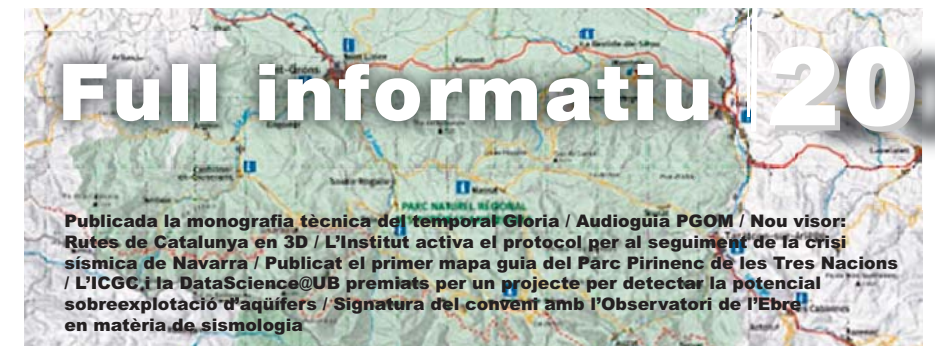 Full informatiu 20
Publicada la monografia tècnica del temporal Gloria / Audioguia PGOM / Nou visor:
Rutes de Catalunya en 3D / L’Institut activa el protocol per al seguiment de la crisi
sísmica de Navarra / Publicat el primer mapa guia del Parc Pirinenc de les Tres Nacions
/ L’ICGC i la DataScience@UB premiats per un projecte per detectar la potencial
sobreexplotació d’aqüífers / Signatura del conveni amb l’Observatori de l’Ebre
en matèria de sismologia
PARC NATUREL RÉGIONAL